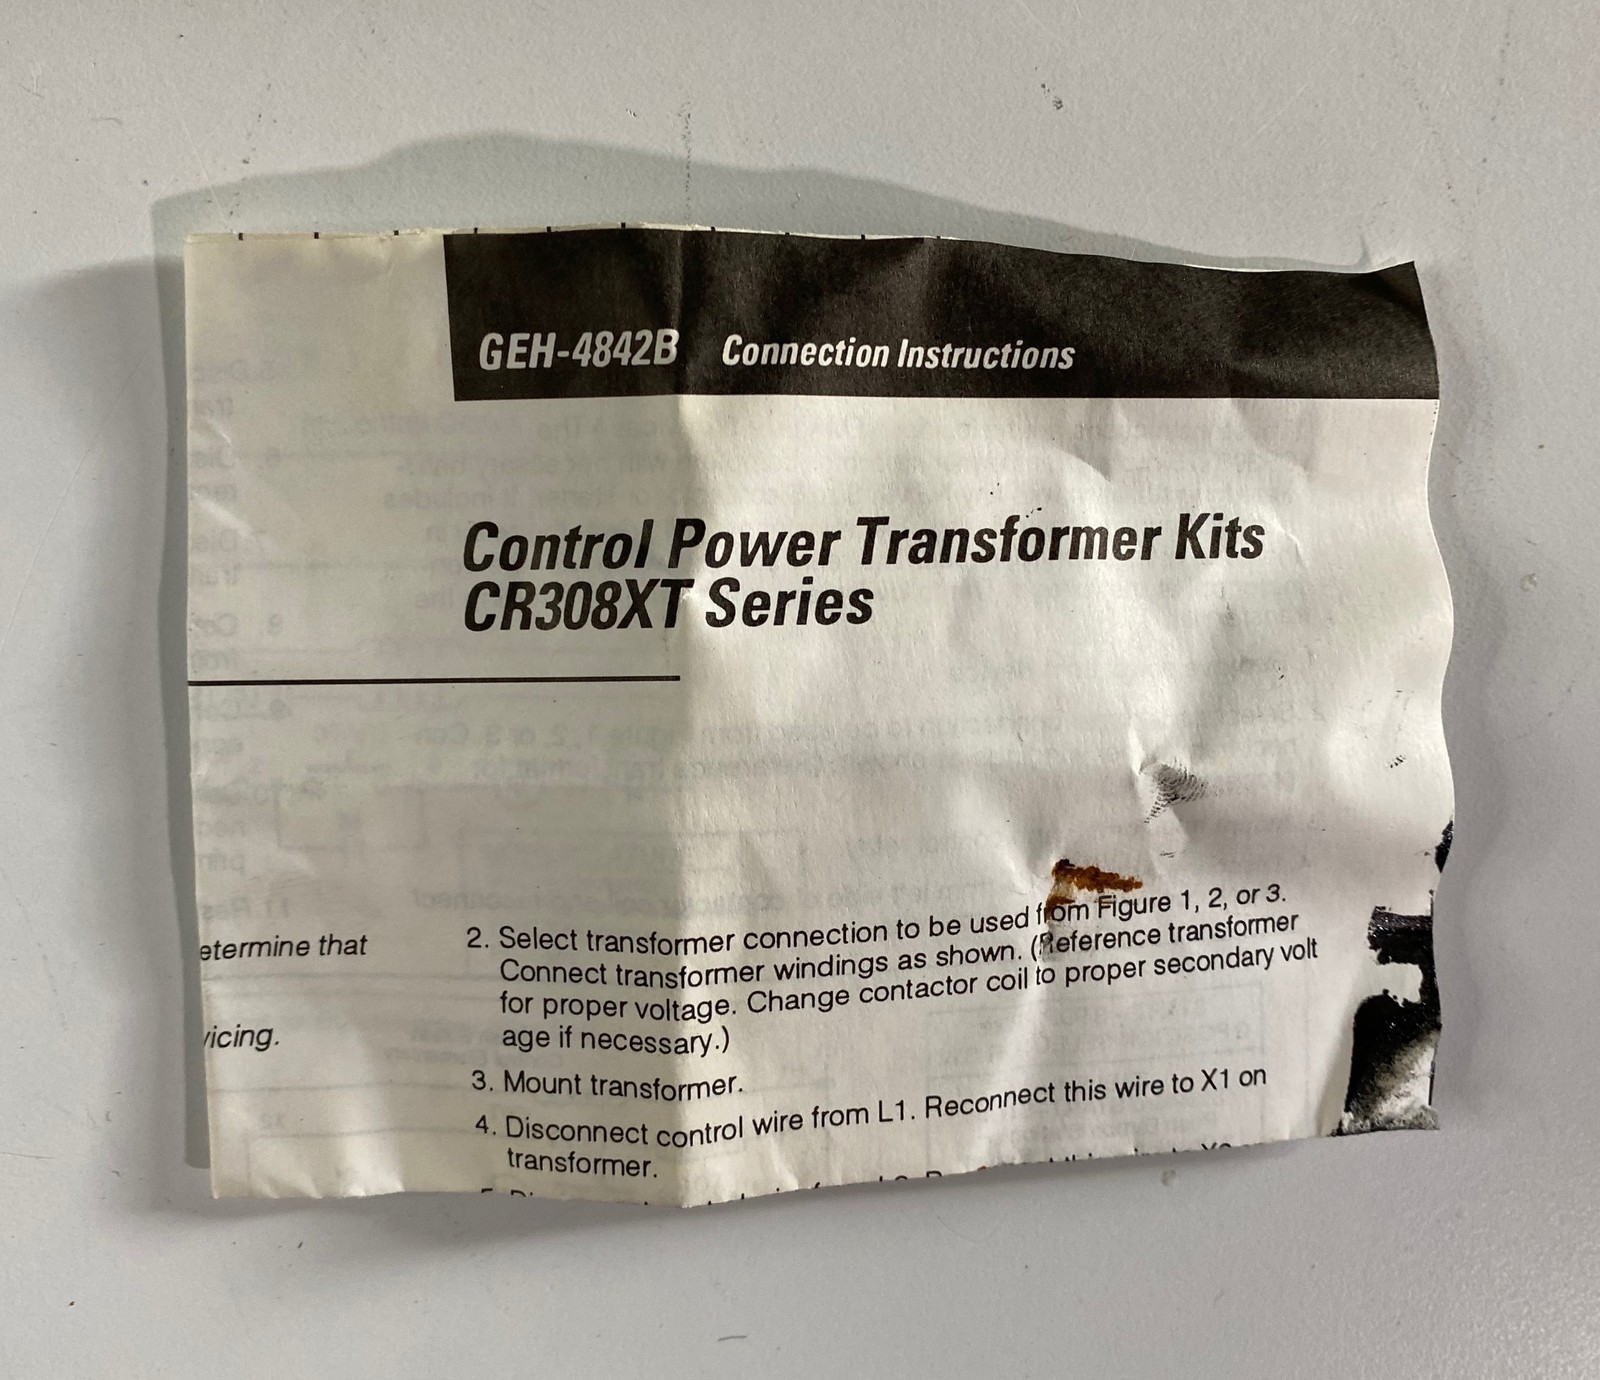 GEH-4842B Connection Instructions
Control Power Transformer Kits
CR308XT Series
etermine that
vicing.
2. Select transformer connection to be used from Figure 1, 2, or 3.
Connect transformer windings as shown. (Reference transformer
for proper voltage. Change contactor coil to proper secondary volt
age if necessary.)
3. Mount transformer.
4. Disconnect control wire from L1. Reconnect this wire to X1 on
transformer.